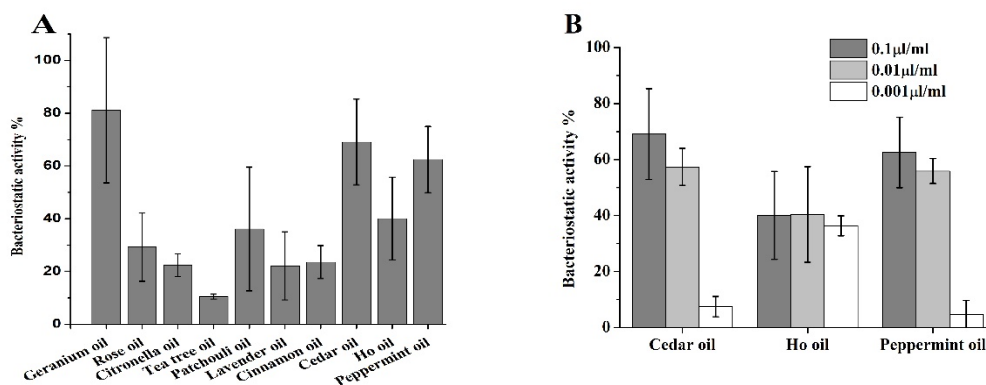 A
Bacteriostatic activity %
100
80
60
40
20
0
Geranium oil
Rose oil
Citronella oil
Tea tree oil
Patchouli oil
Lavender oil
Cinnamon oil
Cedar oil
Ho oil
Peppermint oil
B
Bacteriostatic activity %
100
80
60
40
20
0
0.1μl/ml
0.01μl/ml
0.001μl/ml
Cedar oil
Ho oil
Peppermint oil